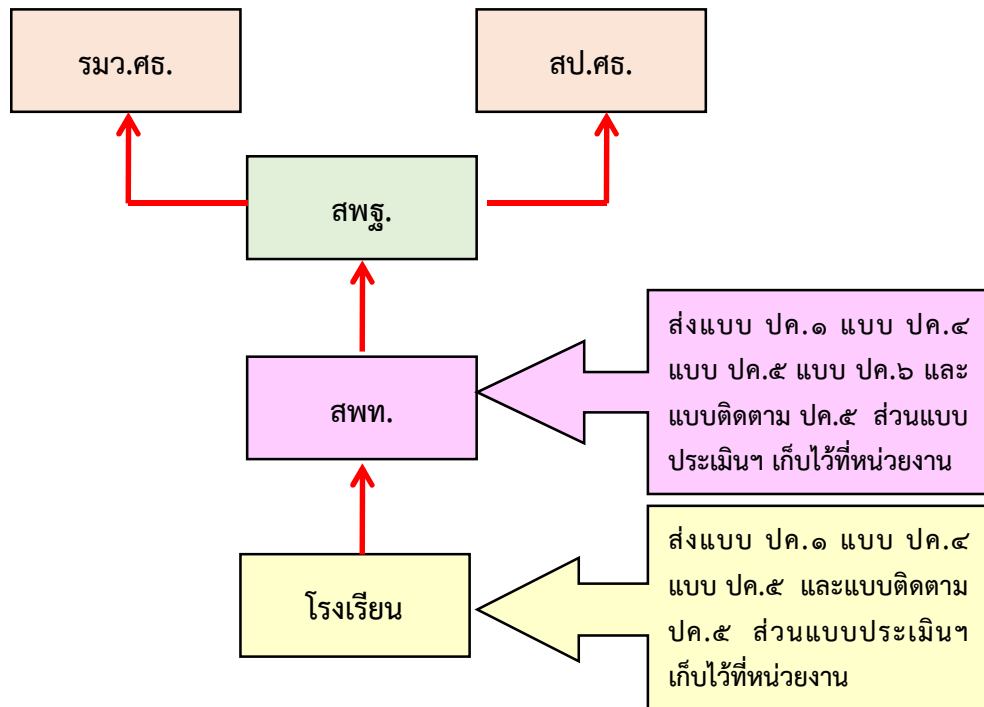 รมว.ศธ.
สป.ศธ.
สพฐ.
สพท.
ส่งแบบ ปค.๑ แบบ ปค.๔
แบบ ปค.๕ แบบ ปค.๖ และ
แบบติดตาม ปค.๕ ส่วนแบบ
ประเมินฯ เก็บไว้ที่หน่วยงาน
โรงเรียน
ส่งแบบ ปค.๑ แบบ ปค.๔
แบบ ปค.๕ และแบบติดตาม
ปค.๕ ส่วนแบบประเมินฯ
เก็บไว้ที่หน่วยงาน